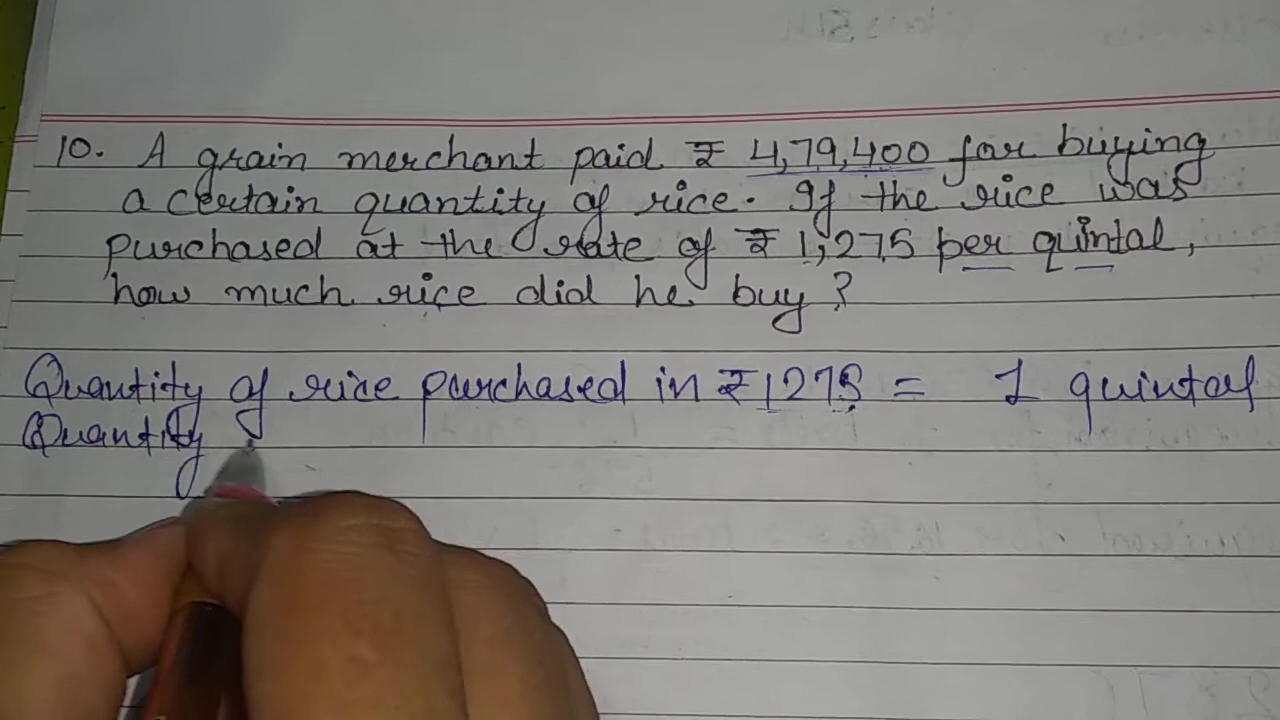 10. A grain merchant paid ₹ 4,79,400 for buying
a certain quantity of rice. If the rice was
purchased at the rate of ₹ 1,275 per quintal,
how much rice did he buy?
Quantity of rice purchased in ₹1275 = 1 quintal
Quantity